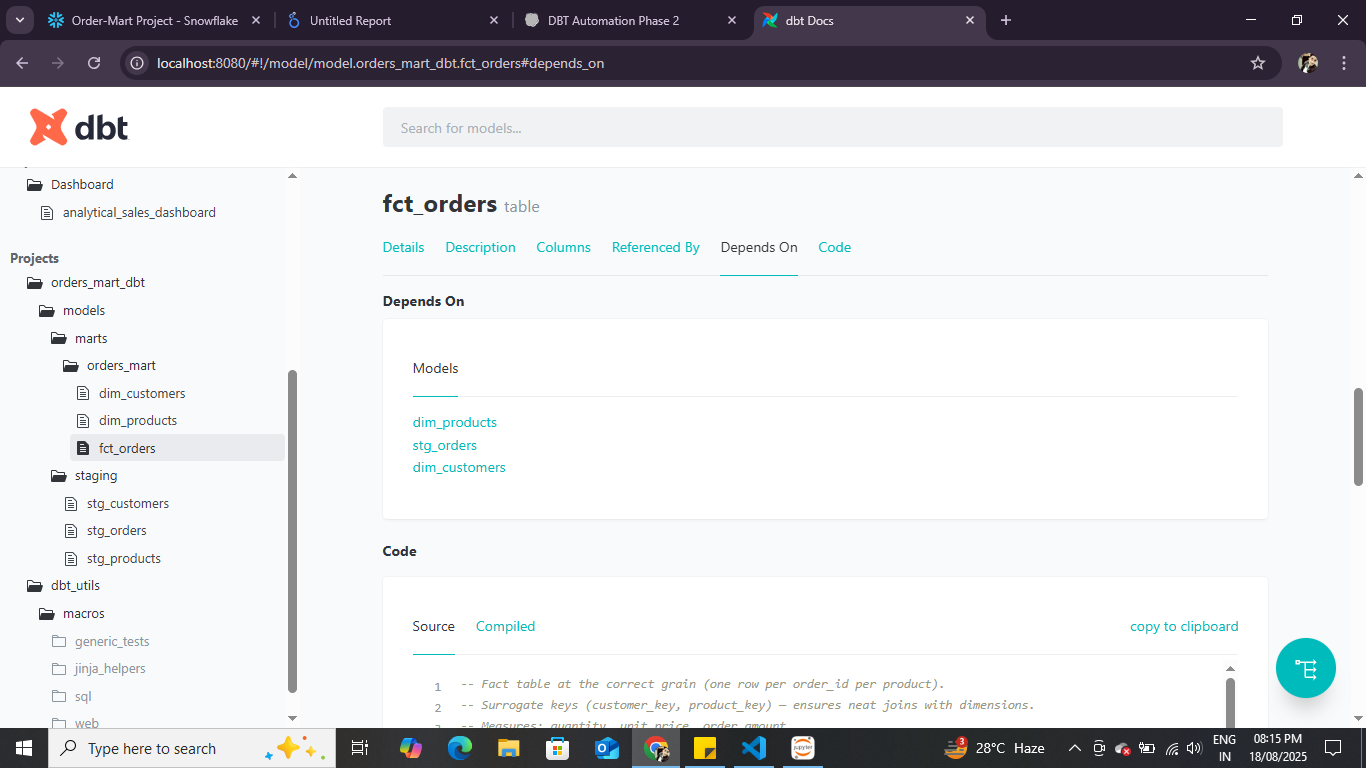 Order-Mart Project - Snowflake
Untitled Report
DBT Automation Phase 2
dbt Docs
localhost:8080/#!/model/model.orders_mart_dbt.fct_orders#depends_on
dbt
Search for models...
Dashboard
analytical_sales_dashboard
Projects
orders_mart_dbt
models
marts
orders_mart
dim_customers
dim_products
fct_orders
staging
stg_customers
stg_orders
stg_products
dbt_utils
macros
generic_tests
jinja_helpers
sql
web
fct_orders table
Details Description Columns Referenced By Depends On Code
Depends On
Models
dim_products
stg_orders
dim_customers
Code
Source Compiled copy to clipboard
1 -- Fact table at the correct grain (one row per order_id per product).
2 -- Surrogate keys (customer_key, product_key) – ensures neat joins with dimensions.
-- Measures: quantity, unit_price, order_amount
Type here to search
3
28°C Haze
ENG
IN
08:15 PM
18/08/2025